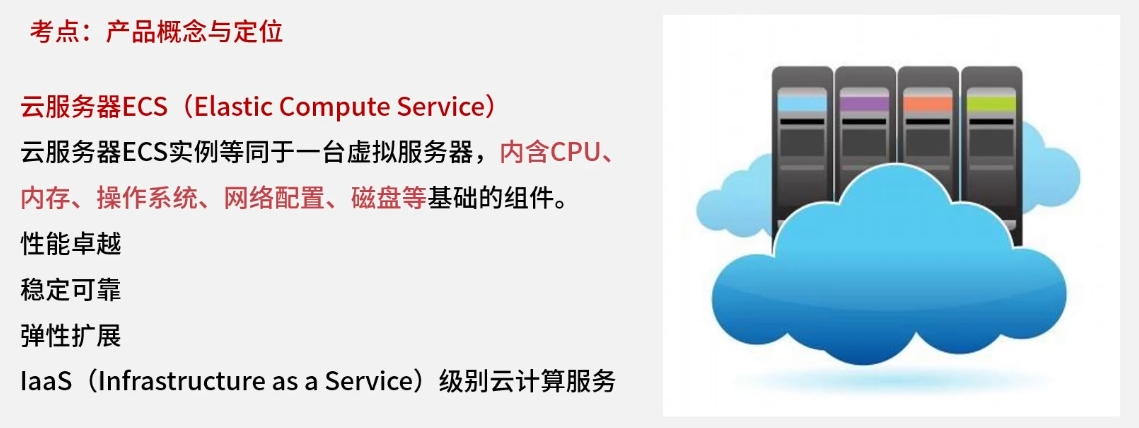 考点：产品概念与定位
云服务器ECS（Elastic Compute Service）
云服务器ECS实例等同于一台虚拟服务器，内含CPU、
内存、操作系统、网络配置、磁盘等基础的组件。
性能卓越
稳定可靠
弹性扩展
IaaS（Infrastructure as a Service）级别云计算服务